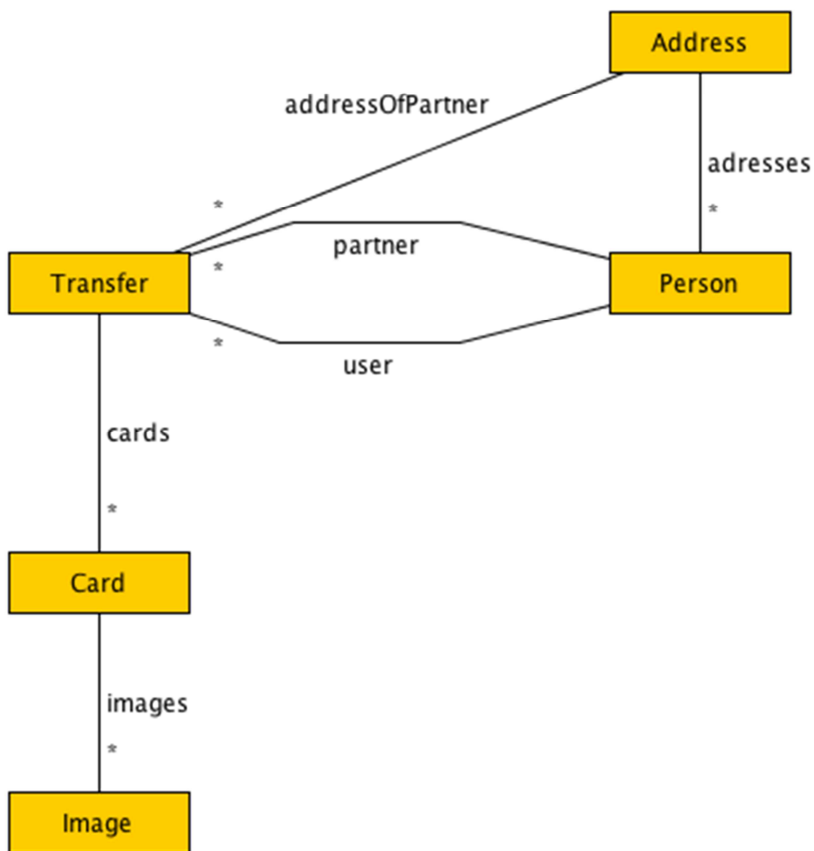 Address
addressOfPartner
adresses
*
*
partner
*
Transfer
Person
*
user
cards
*
Card
images
*
Image